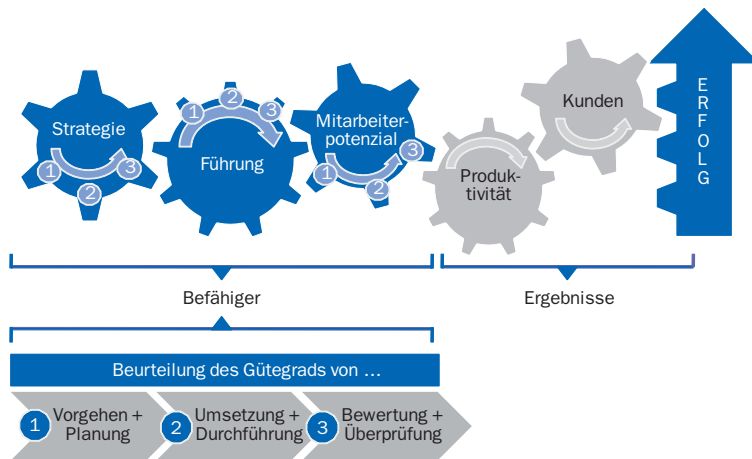 Strategie
1
2
3
1
2
3
Führung
Mitarbeiter-
potenzial
1
2
3
Produk-
tivität
Kunden
ERFOLG
Befähiger
Ergebnisse
Beurteilung des Gütegrads von ...
1 Vorgehen +
Planung
2 Umsetzung +
Durchführung
3 Bewertung +
Überprüfung